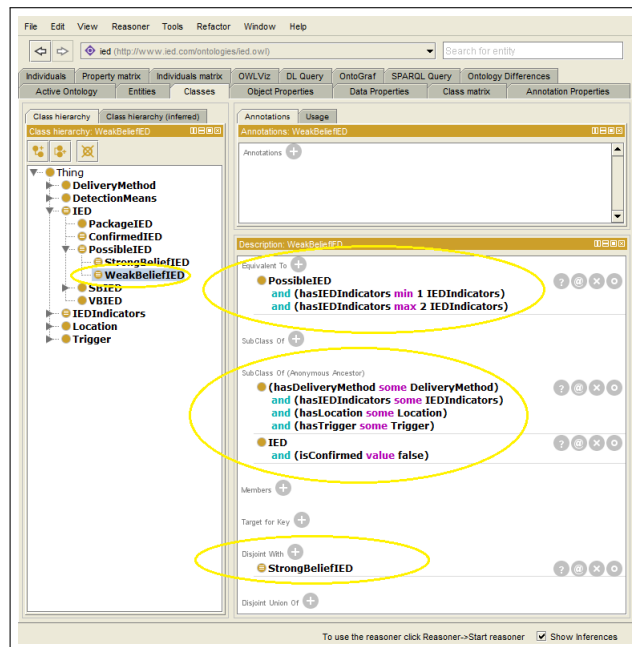 File Edit View Reasoner Tools Refactor Window Help
ied (http://www.ied.com/ontologies/ied.owl) Search for entity
Individuals Property matrix Individuals matrix OWLViz DL Query OntoGraf SPARQL Query Ontology Differences
Active Ontology Entities Classes Object Properties Data Properties Class matrix Annotation Properties
Class hierarchy Class hierarchy (inferred)
Class hierarchy: WeakBeliefIED
Thing
DeliveryMethod
DetectionMeans
IED
PackageIED
ConfirmedIED
PossibleIED
StrongBeliefIED
WeakBeliefIED
SBIED
VBIED
IEDIndicators
Location
Trigger
Annotations Usage
Annotations: WeakBeliefIED
Annotations
Description: WeakBeliefIED
Equivalent To
PossibleIED
and (hasIEDIndicators min 1 IEDIndicators)
and (hasIEDIndicators max 2 IEDIndicators)
SubClass Of
SubClass Of (Anonymous Ancestor)
(hasDeliveryMethod some DeliveryMethod)
and (hasIEDIndicators some IEDIndicators)
and (hasLocation some Location)
and (hasTrigger some Trigger)
IED
and (isConfirmed value false)
Members
Target for Key
Disjoint With
StrongBeliefIED
Disjoint Union Of
To use the reasoner click Reasoner->Start reasoner Show Inferences